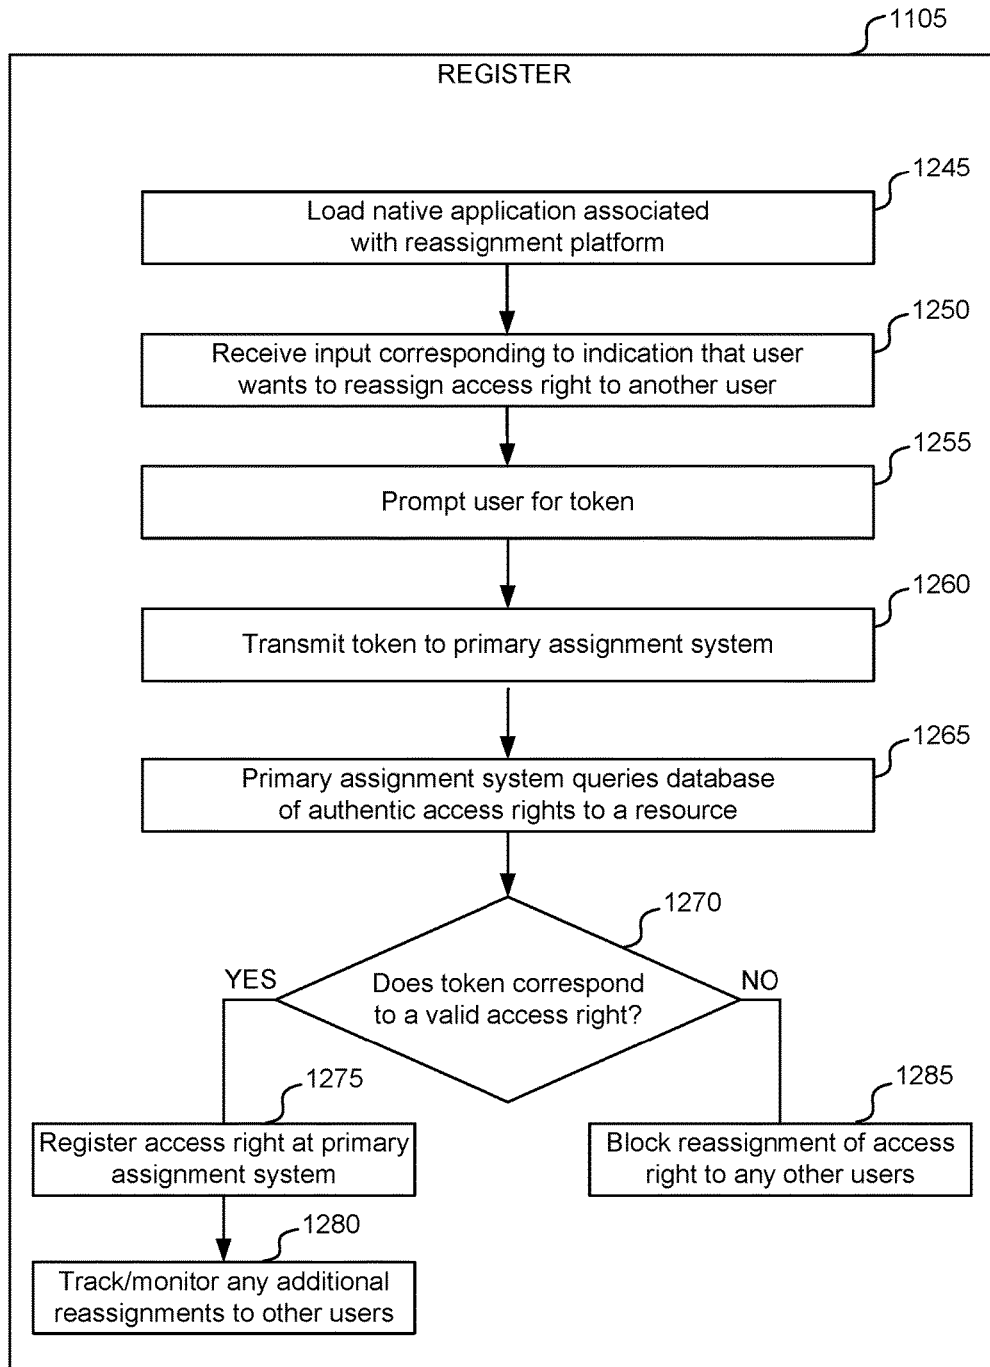 1105
REGISTER
1245
Load native application associated
with reassignment platform
1250
Receive input corresponding to indication that user
wants to reassign access right to another user
1255
Prompt user for token
1260
Transmit token to primary assignment system
1265
Primary assignment system queries database
of authentic access rights to a resource
1270
YES
Does token correspond
to a valid access right?
NO
1275
Register access right at primary
assignment system
1285
Block reassignment of access
right to any other users
1280
Track/monitor any additional
reassignments to other users